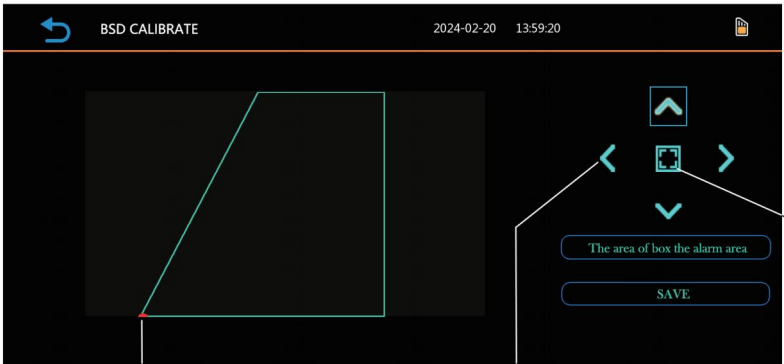 BSD CALIBRATE 2024-02-20 13:59:20
The area of box the alarm area
SAVE